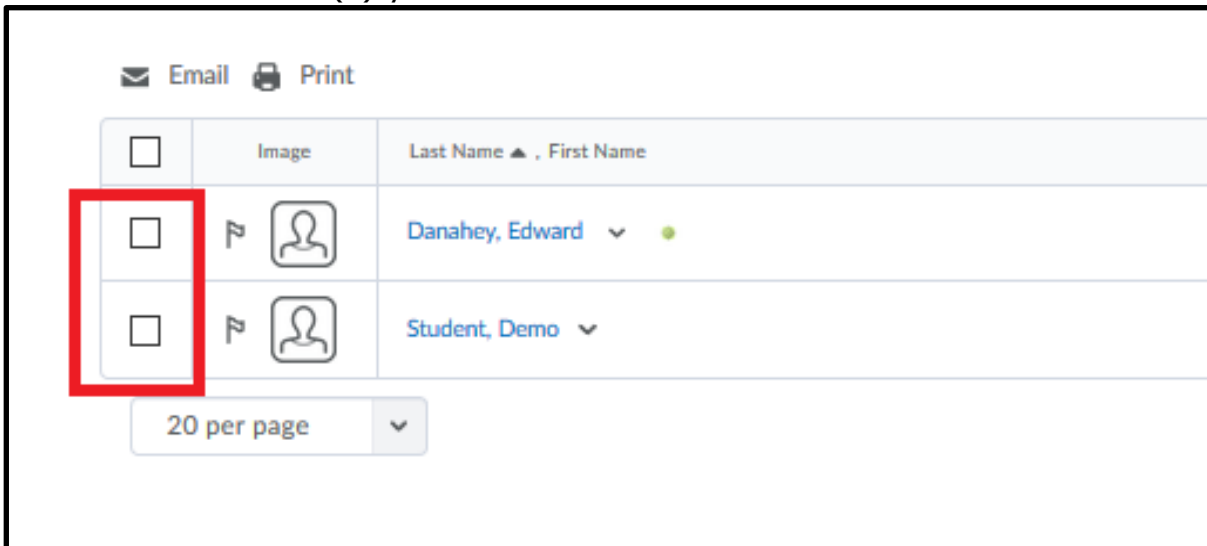 Email Print
Image Last Name ▲ , First Name
Danahey, Edward
Student, Demo
20 per page